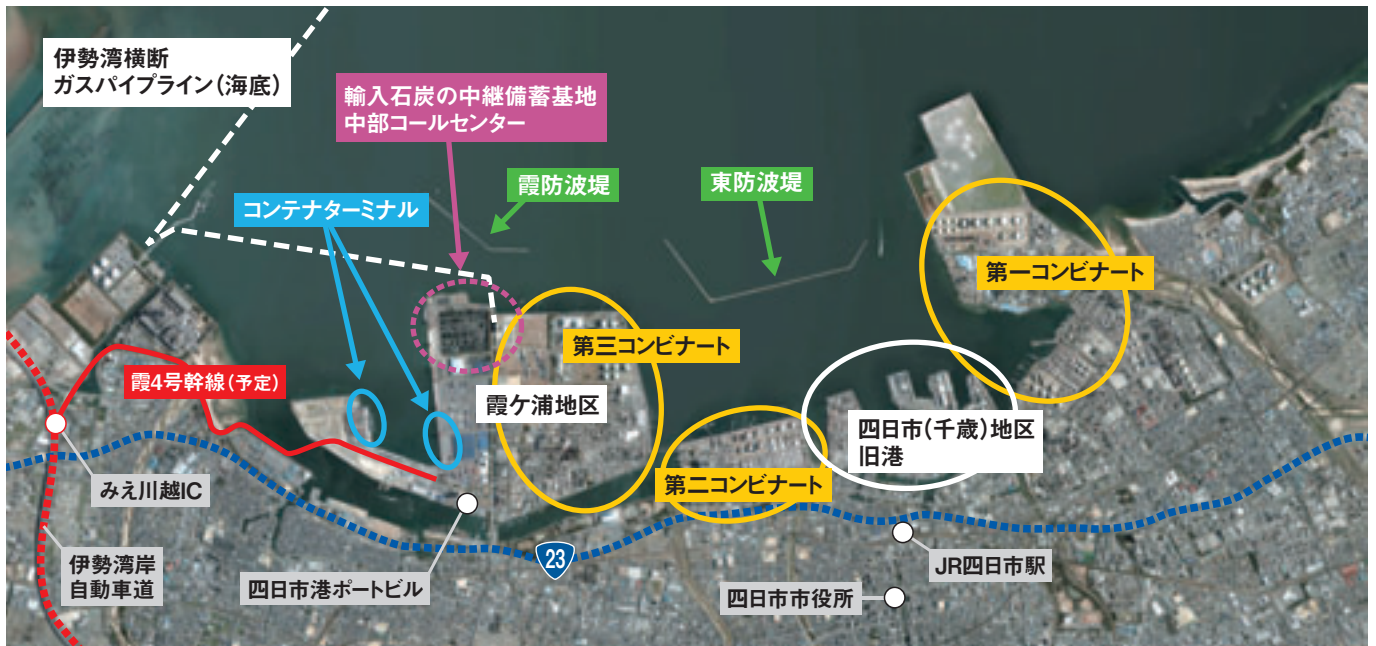 伊勢湾横断
ガスパイプライン(海底)
輸入石炭の中継備蓄基地
中部コールセンター
霞防波堤
東防波堤
コンテナターミナル
第一コンビナート
第三コンビナート
霞4号幹線(予定)
霞ケ浦地区
四日市(千歳)地区
旧港
第二コンビナート
みえ川越IC
伊勢湾岸
自動車道
四日市港ポートビル
23
JR四日市駅
四日市市役所